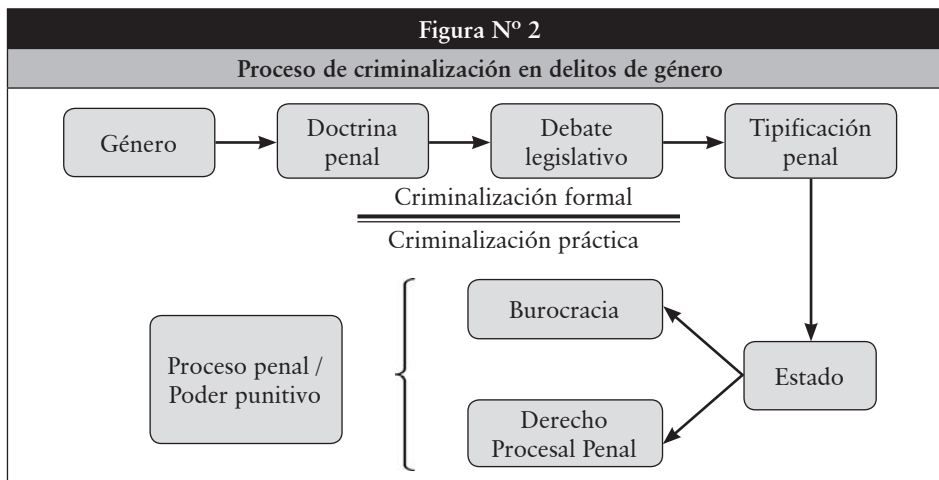 Figura Nº 2
Proceso de criminalización en delitos de género
Género
Doctrina
penal
Debate
legislativo
Tipificación
penal
Criminalización formal
Criminalización práctica
Proceso penal /
Poder punitivo
Burocracia
Derecho
Procesal Penal
Estado